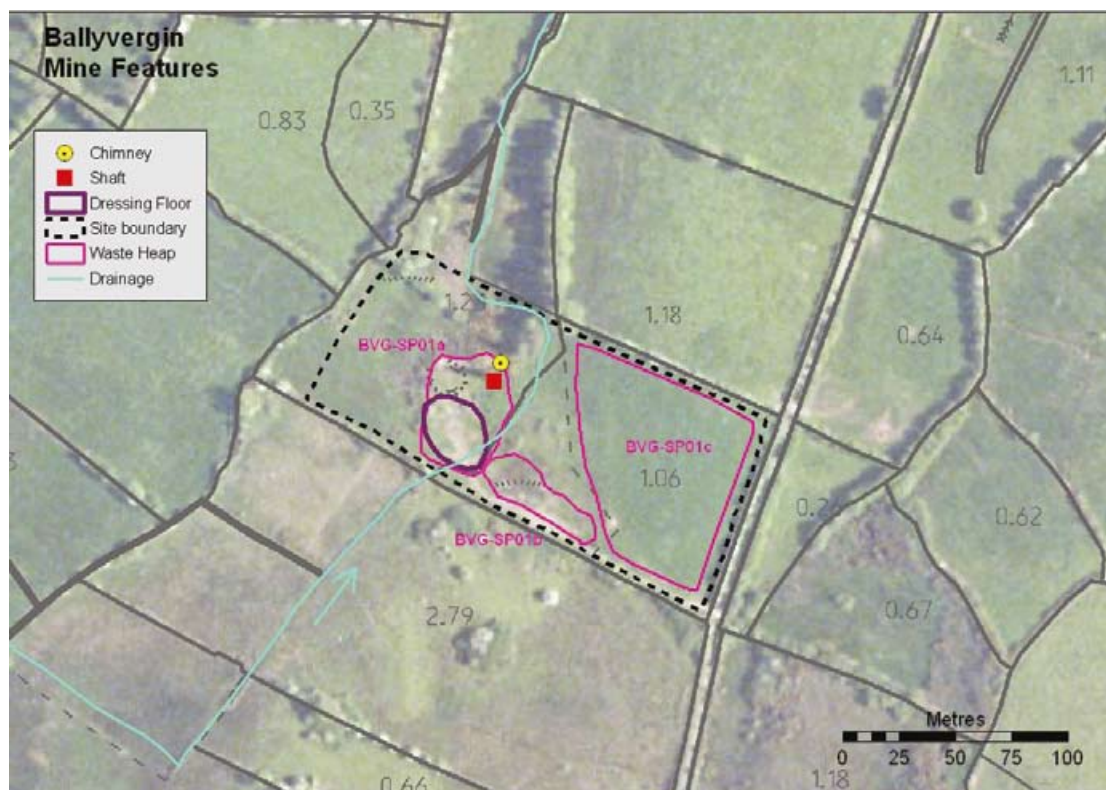 Ballyvergin
Mine Features
Chimney
Shaft
Dressing Floor
Site boundary
Waste Heap
Drainage
0.83
0.35
1.11
1.18
0.64
BVG-SP01a
BVG-SP01c
1.06
BVG-SP01b
0.62
0.67
2.79
0.66
1.18
Metres
0 25 50 75 100